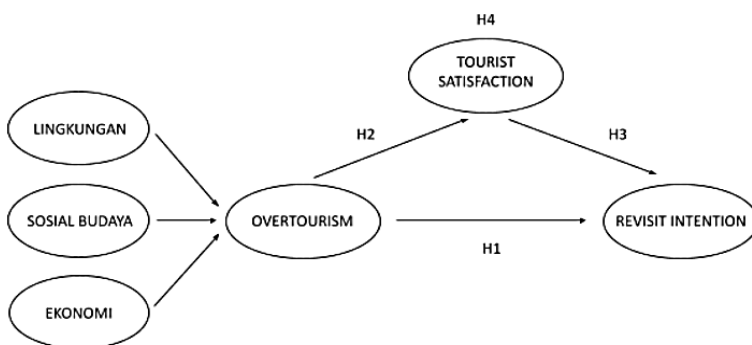 H4
TOURIST
SATISFACTION
LINGKUNGAN
H2
H3
SOSIAL BUDAYA
OVERTOURISM
REVISIT INTENTION
H1
EKONOMI